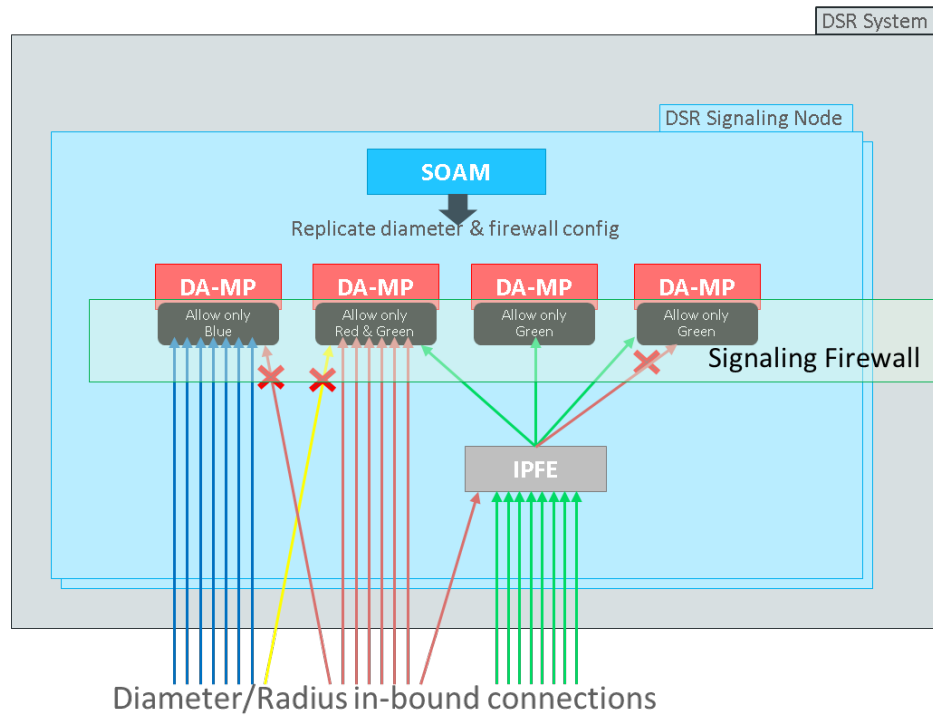 DSR System
DSR Signaling Node
SOAM
Replicate diameter & firewall config
DA-MP
DA-MP
DA-MP
DA-MP
Allow only
Blue
Allow only
Red & Green
Allow only
Green
Allow only
Green
Signaling Firewall
IPFE
Diameter/Radius in-bound connections